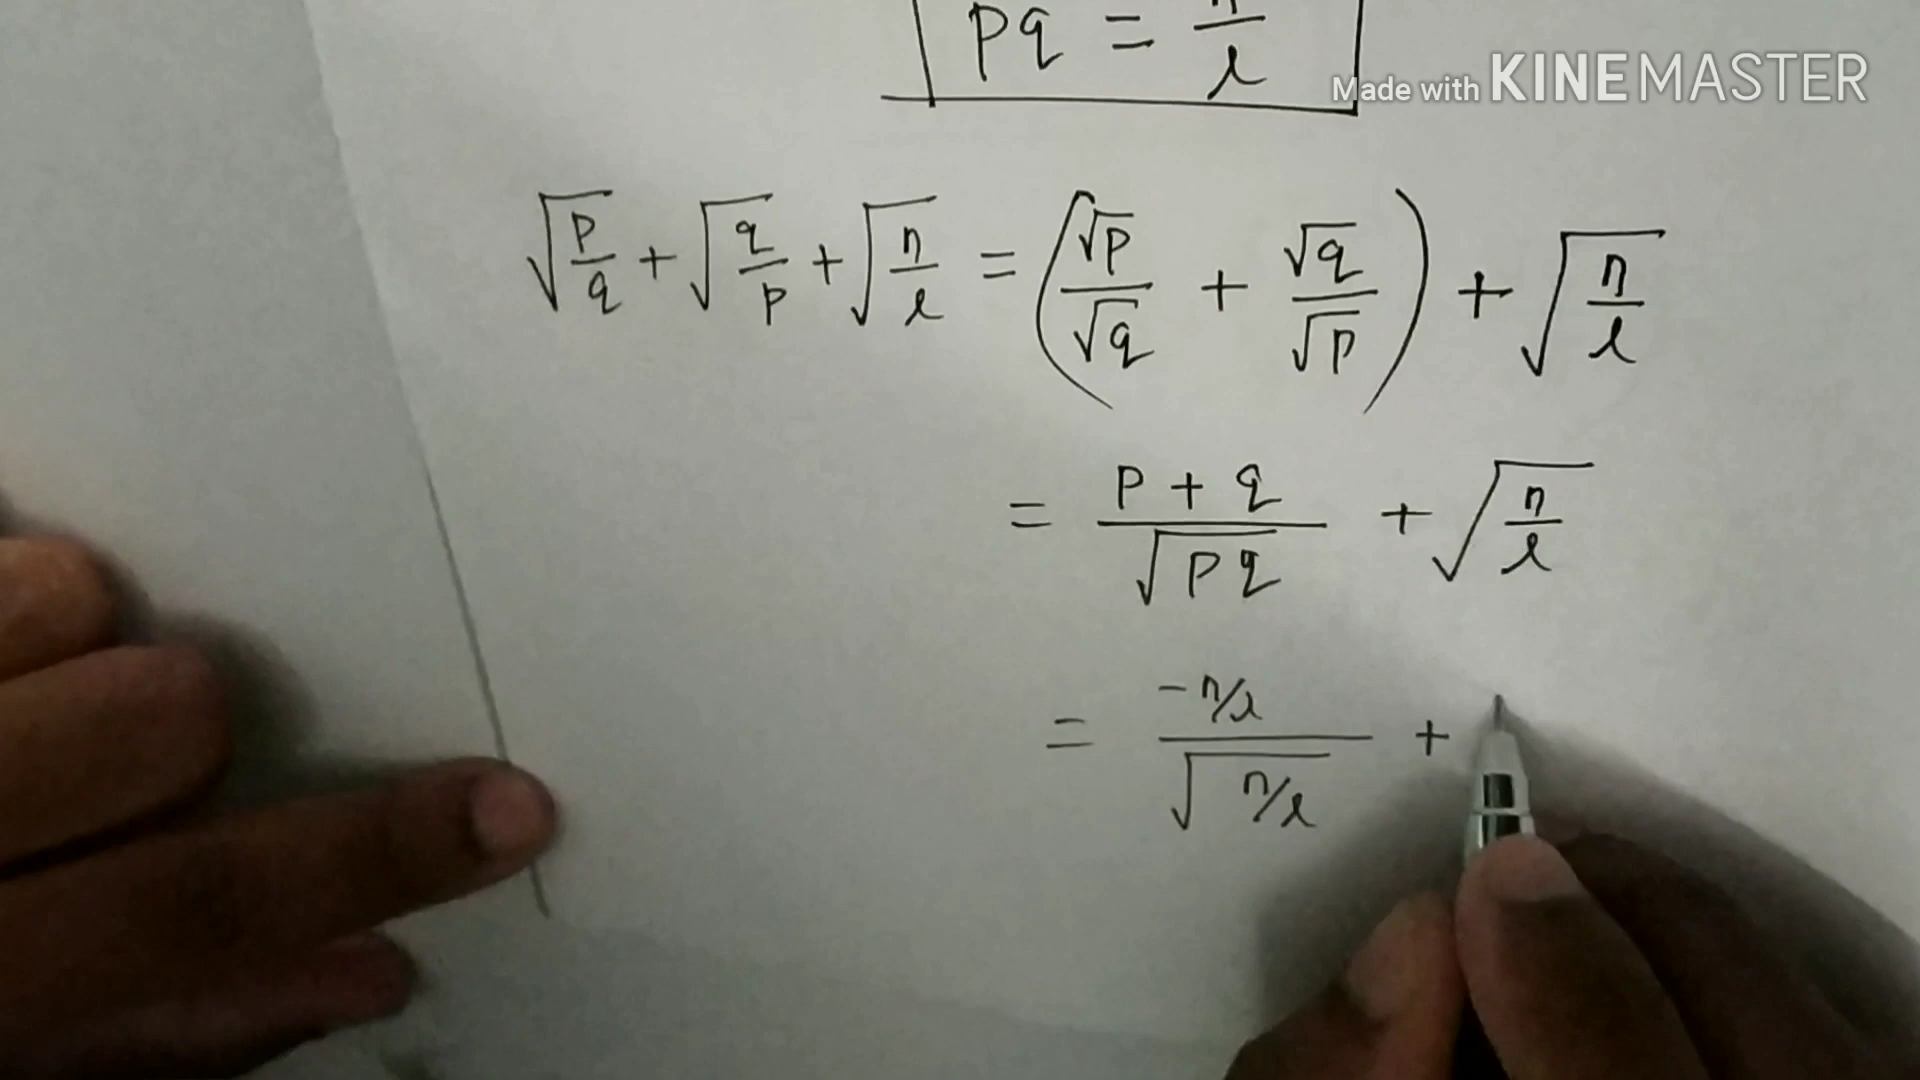 pq = n/l
Made with KINEMASTER
√(p/q) + √(q/p) + √(n/l) = (√p/√q + √q/√p) + √(n/l)
= (p + q)/√(pq) + √(n/l)
= (-n/l)/√(n/l) +